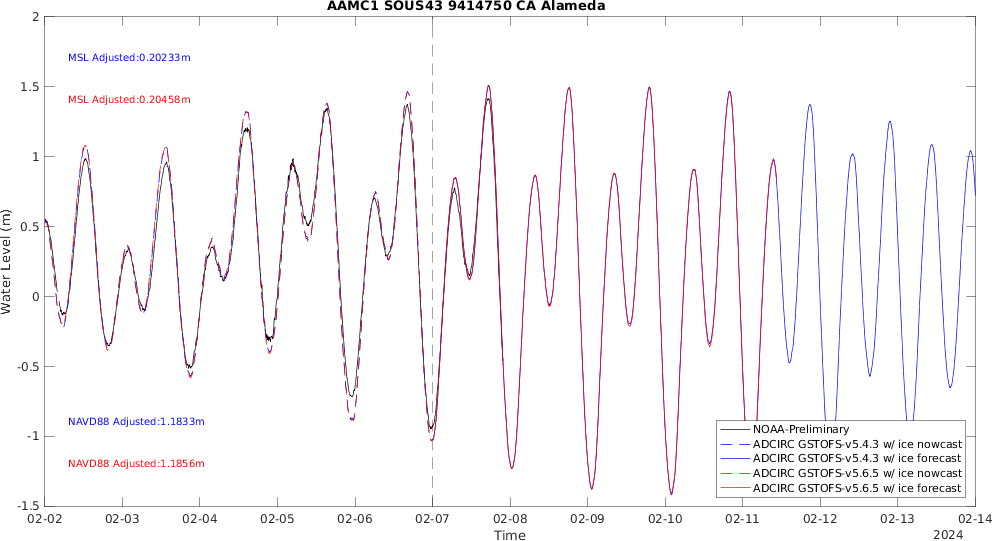 AAMC1 SOUS43 9414750 CA Alameda
2
1.5
1
0.5
0
-0.5
-1
-1.5
Water Level (m)
MSL Adjusted:0.20233m
MSL Adjusted:0.20458m
NAVD88 Adjusted:1.1833m
NAVD88 Adjusted:1.1856m
NOAA-Preliminary
ADCIRC GSTOFS-v5.4.3 w/ ice nowcast
ADCIRC GSTOFS-v5.4.3 w/ ice forecast
ADCIRC GSTOFS-v5.6.5 w/ ice nowcast
ADCIRC GSTOFS-v5.6.5 w/ ice forecast
02-02 02-03 02-04 02-05 02-06 02-07 02-08 02-09 02-10 02-11 02-12 02-13 02-14
Time
2024